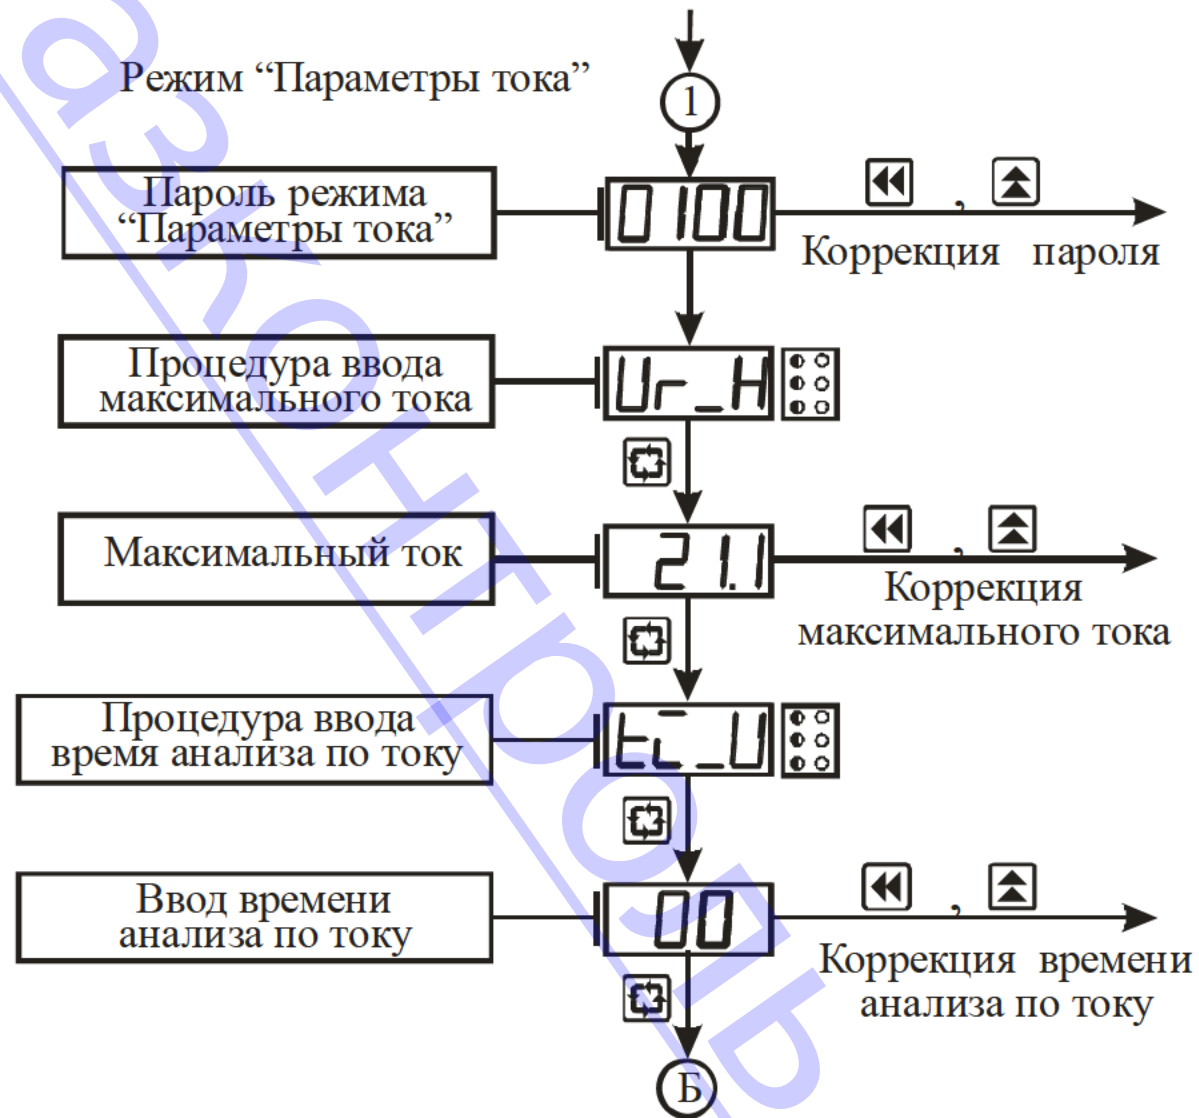 Режим “Параметры тока”
1
Пароль режима
“Параметры тока”
0100
,
Коррекция пароля
Процедура ввода
максимального тока
Ur_H
Максимальный ток
21.1
,
Коррекция
максимального тока
Процедура ввода
время анализа по току
Ввод времени
анализа по току
00
,
Коррекция времени
анализа по току
Б
азконтроль